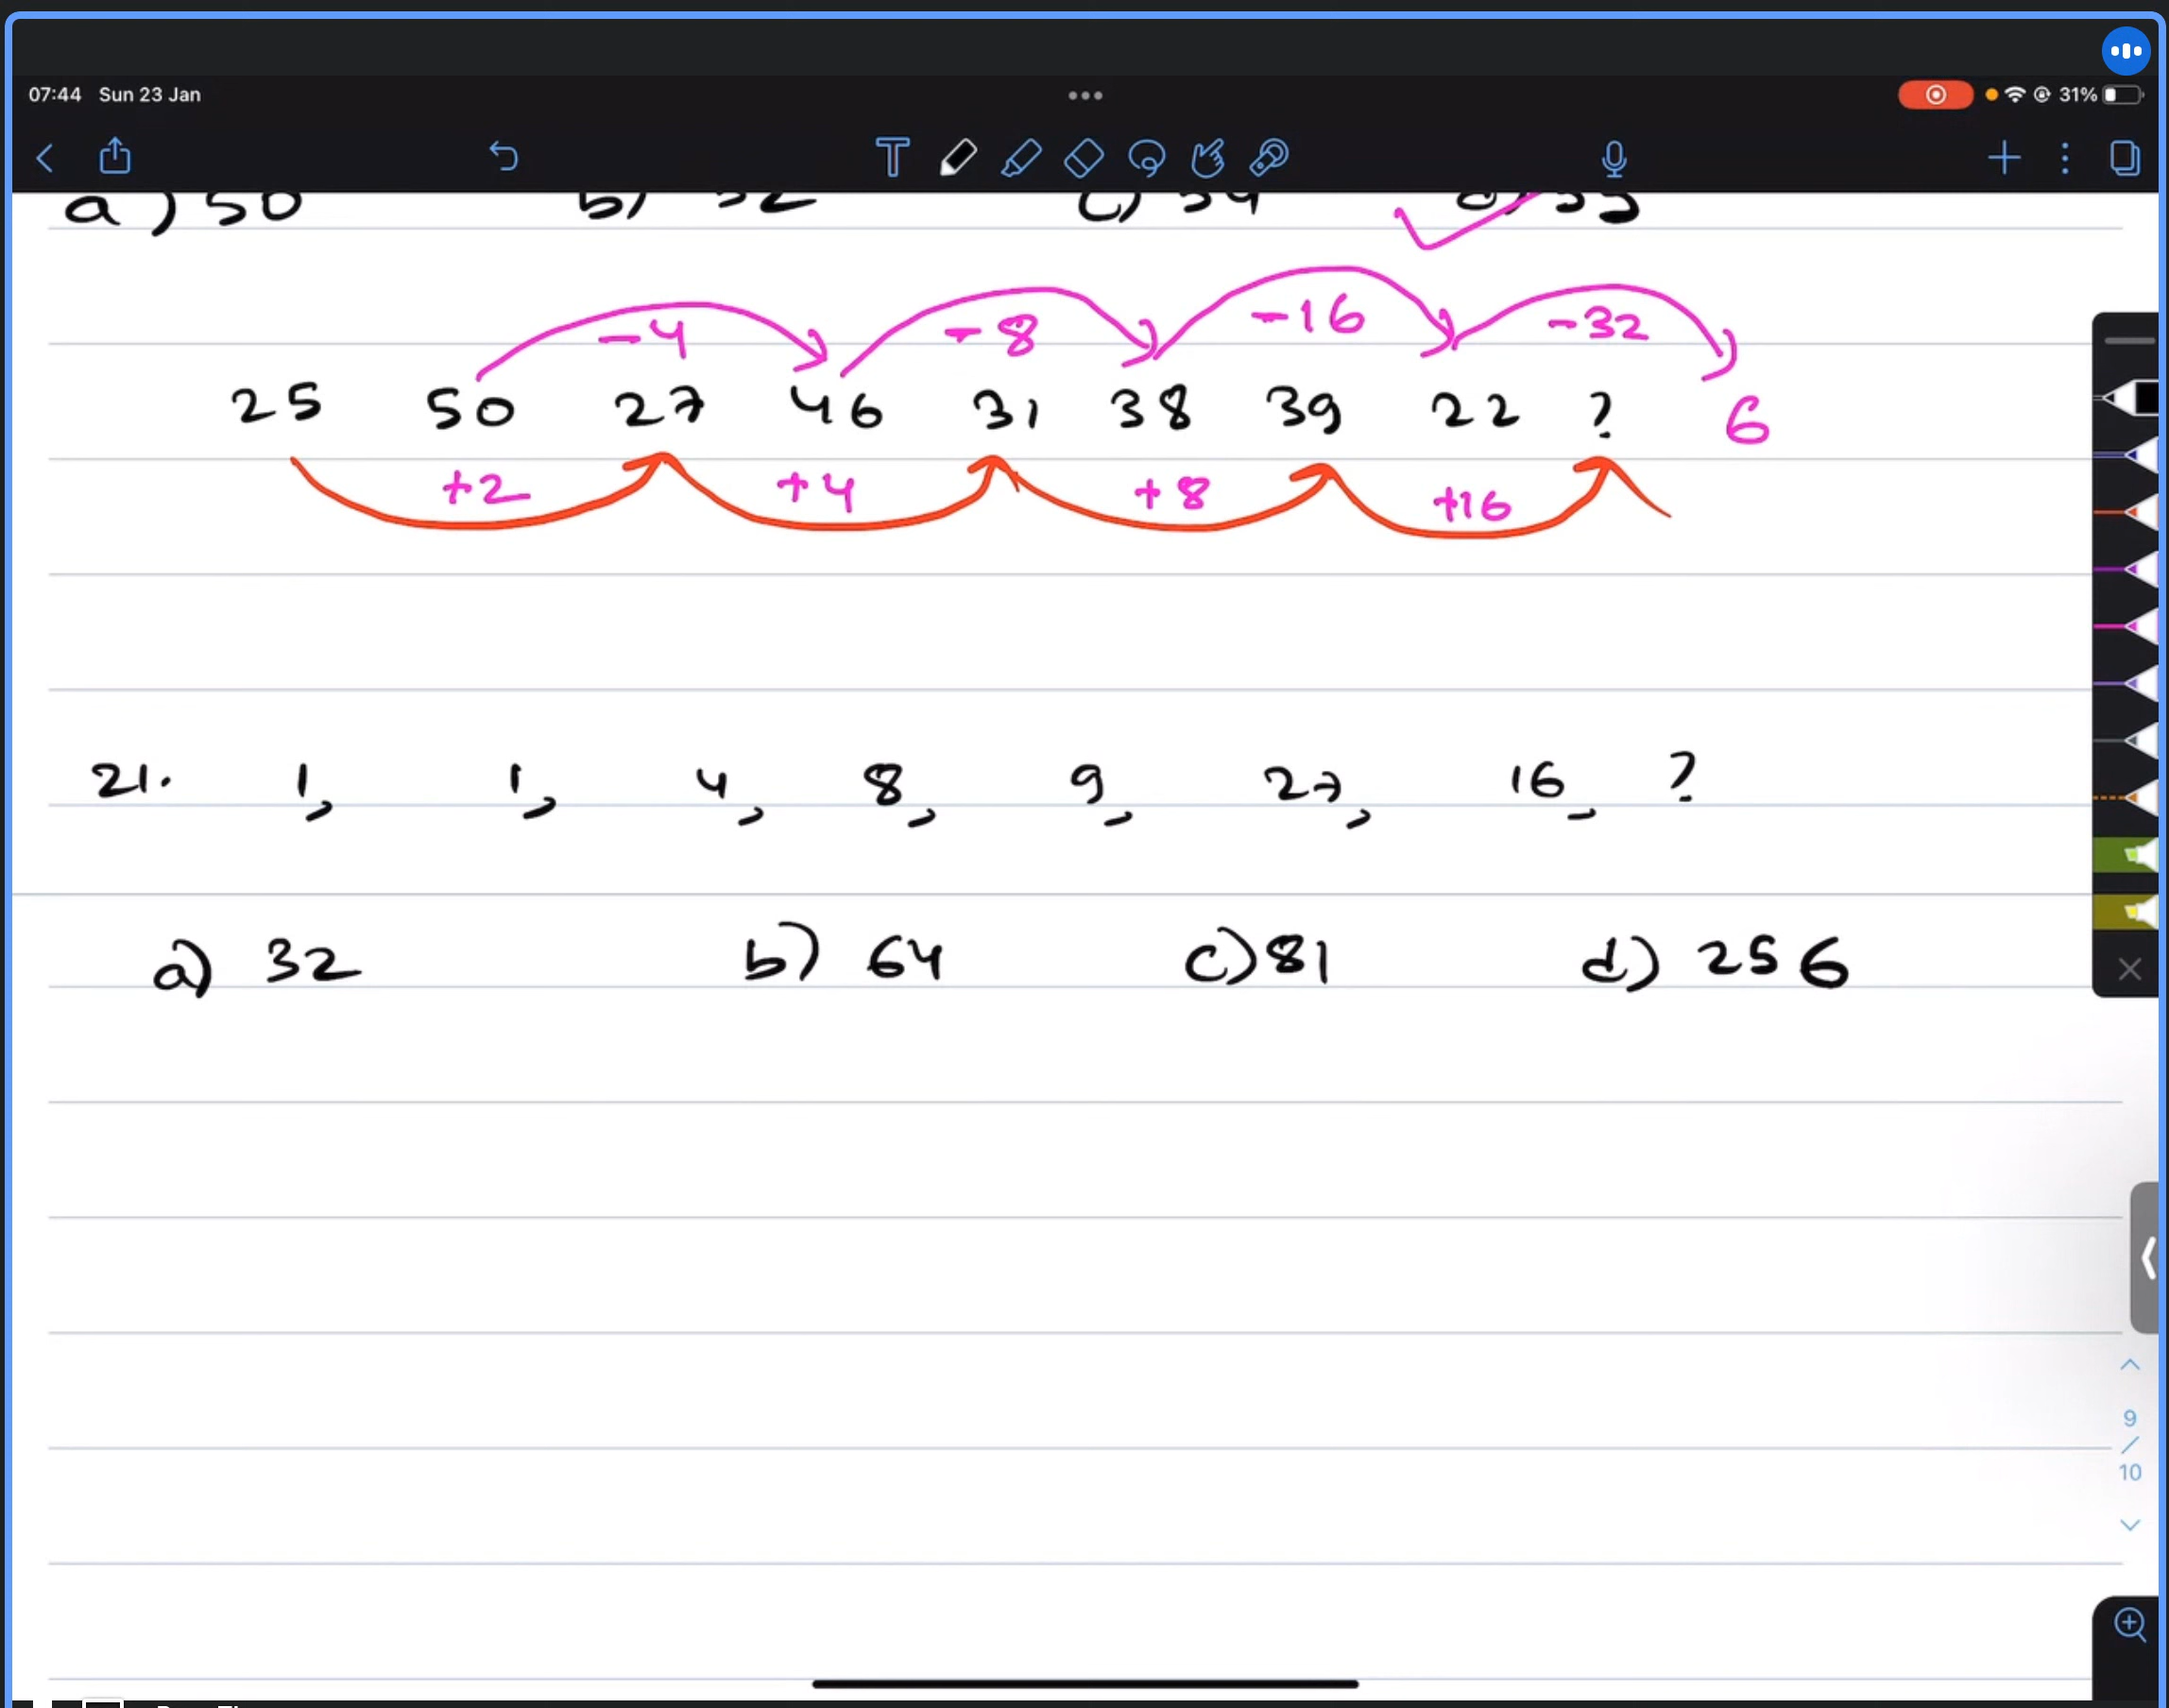 07:44 Sun 23 Jan
31%
a) 50 b) 52 c) 54 d) 55
-4 -8 -16 -32
25 50 27 46 31 38 39 22 ? 6
+2 +4 +8 +16
21. 1, 1, 4, 8, 9, 27, 16, ?
a) 32 b) 64 c) 81 d) 256
9
/
10